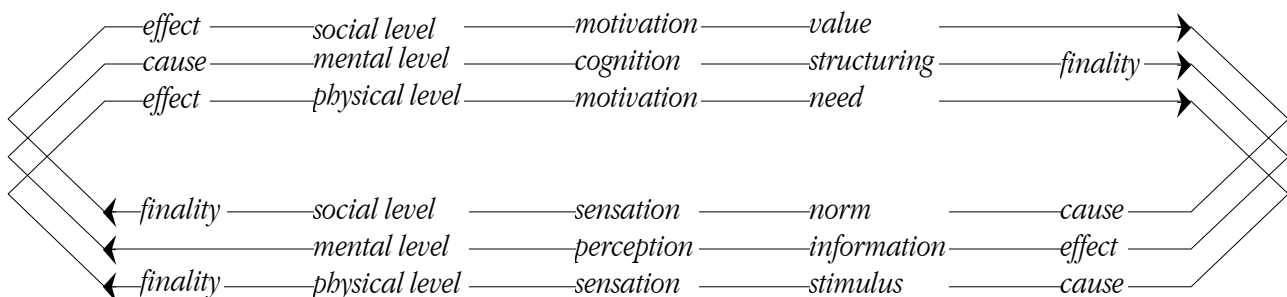 effect social level motivation value
cause mental level cognition structuring finality
effect physical level motivation need
finality social level sensation norm cause
mental level perception information effect
finality physical level sensation stimulus cause